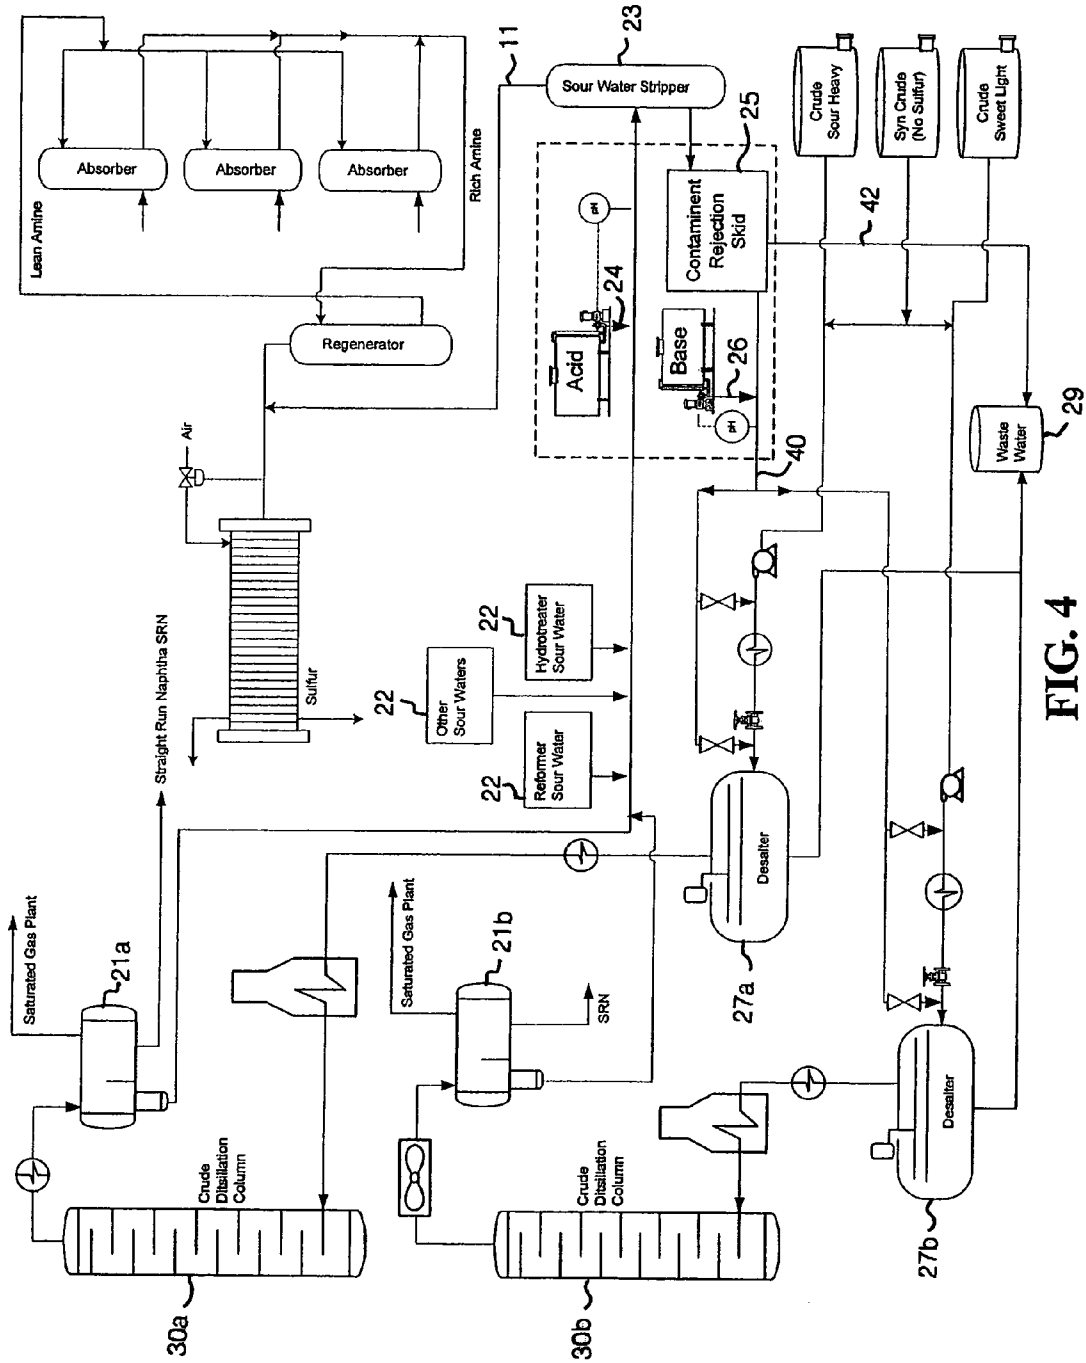 Lean Amine
Absorber
Absorber
Absorber
Rich Amine
Regenerator
Air
Sulfur
11
23
Sour Water Stripper
25
Contaminent
Rejection
Skid
pH
24
Acid
Base
26
pH
40
42
Crude
Sour Heavy
Syn Crude
(No Sulfur)
Crude
Sweet Light
Waste
Water
29
22
Hydrotreater
Sour Water
22
Other
Sour Waters
22
Reformer
Sour Water
Straight Run Naphtha SRN
Saturated Gas Plant
21a
Saturated Gas Plant
21b
SRN
Crude
Ditsillation
Column
30a
Crude
Ditsillation
Column
30b
Desalter
27a
Desalter
27b
FIG. 4